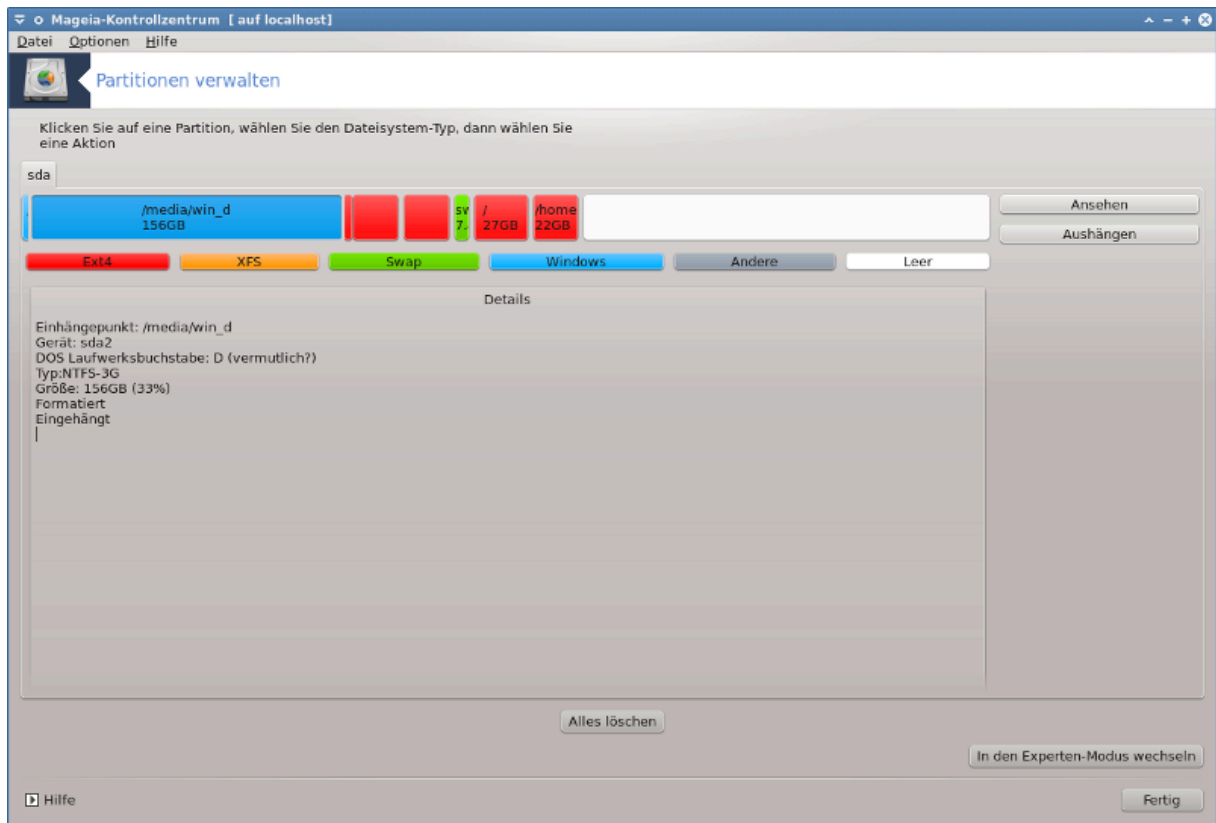 Mageia-Kontrollzentrum [ auf localhost]
Datei Optionen Hilfe
Partitionen verwalten
Klicken Sie auf eine Partition, wählen Sie den Dateisystem-Typ, dann wählen Sie
eine Aktion
sda
/media/win_d
156GB
sv
7.
/
27GB
/home
22GB
Ansehen
Aushängen
Ext4 XFS Swap Windows Andere Leer
Details
Einhängepunkt: /media/win_d
Gerät: sda2
DOS Laufwerksbuchstabe: D (vermutlich?)
Typ:NTFS-3G
Größe: 156GB (33%)
Formatiert
Eingehängt
Alles löschen
In den Experten-Modus wechseln
Hilfe
Fertig